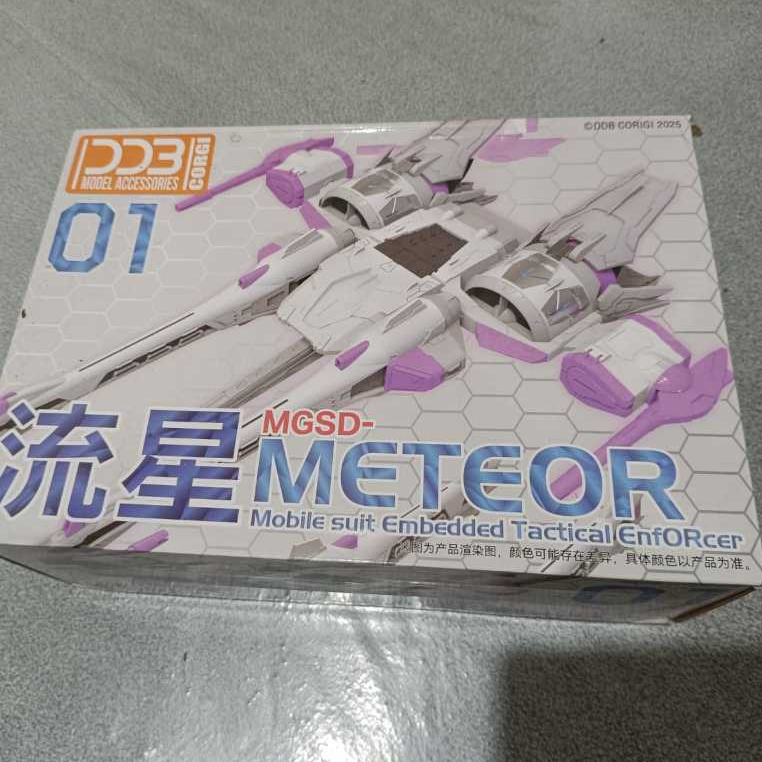 DDB
MODEL ACCESSORIES
CORGI
©DDB CORIGI 2025
01
流星
MGSD-
METEOR
Mobile suit Embedded Tactical EnfORcer
图为产品渲染图，颜色可能存在差异，具体颜色以产品为准。